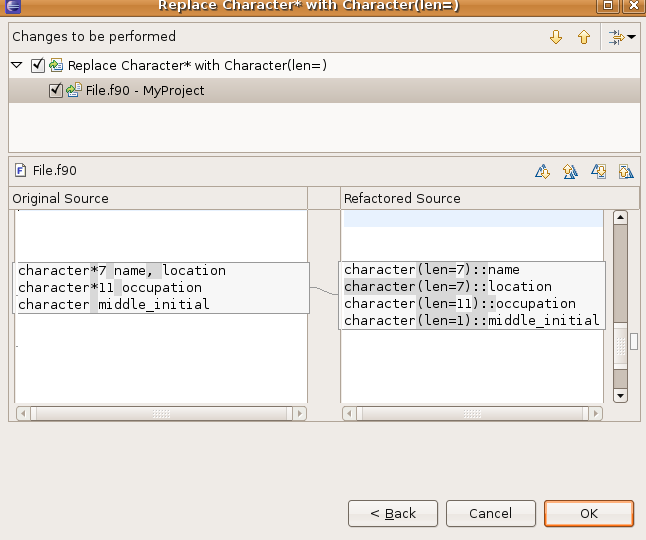 Replace Character* with Character(len=)
Changes to be performed
Replace Character* with Character(len=)
File.f90 - MyProject
File.f90
Original Source
Refactored Source
character*7 name, location
character*11 occupation
character middle_initial
character(len=7)::name
character(len=7)::location
character(len=11)::occupation
character(len=1)::middle_initial
< Back
Cancel
OK